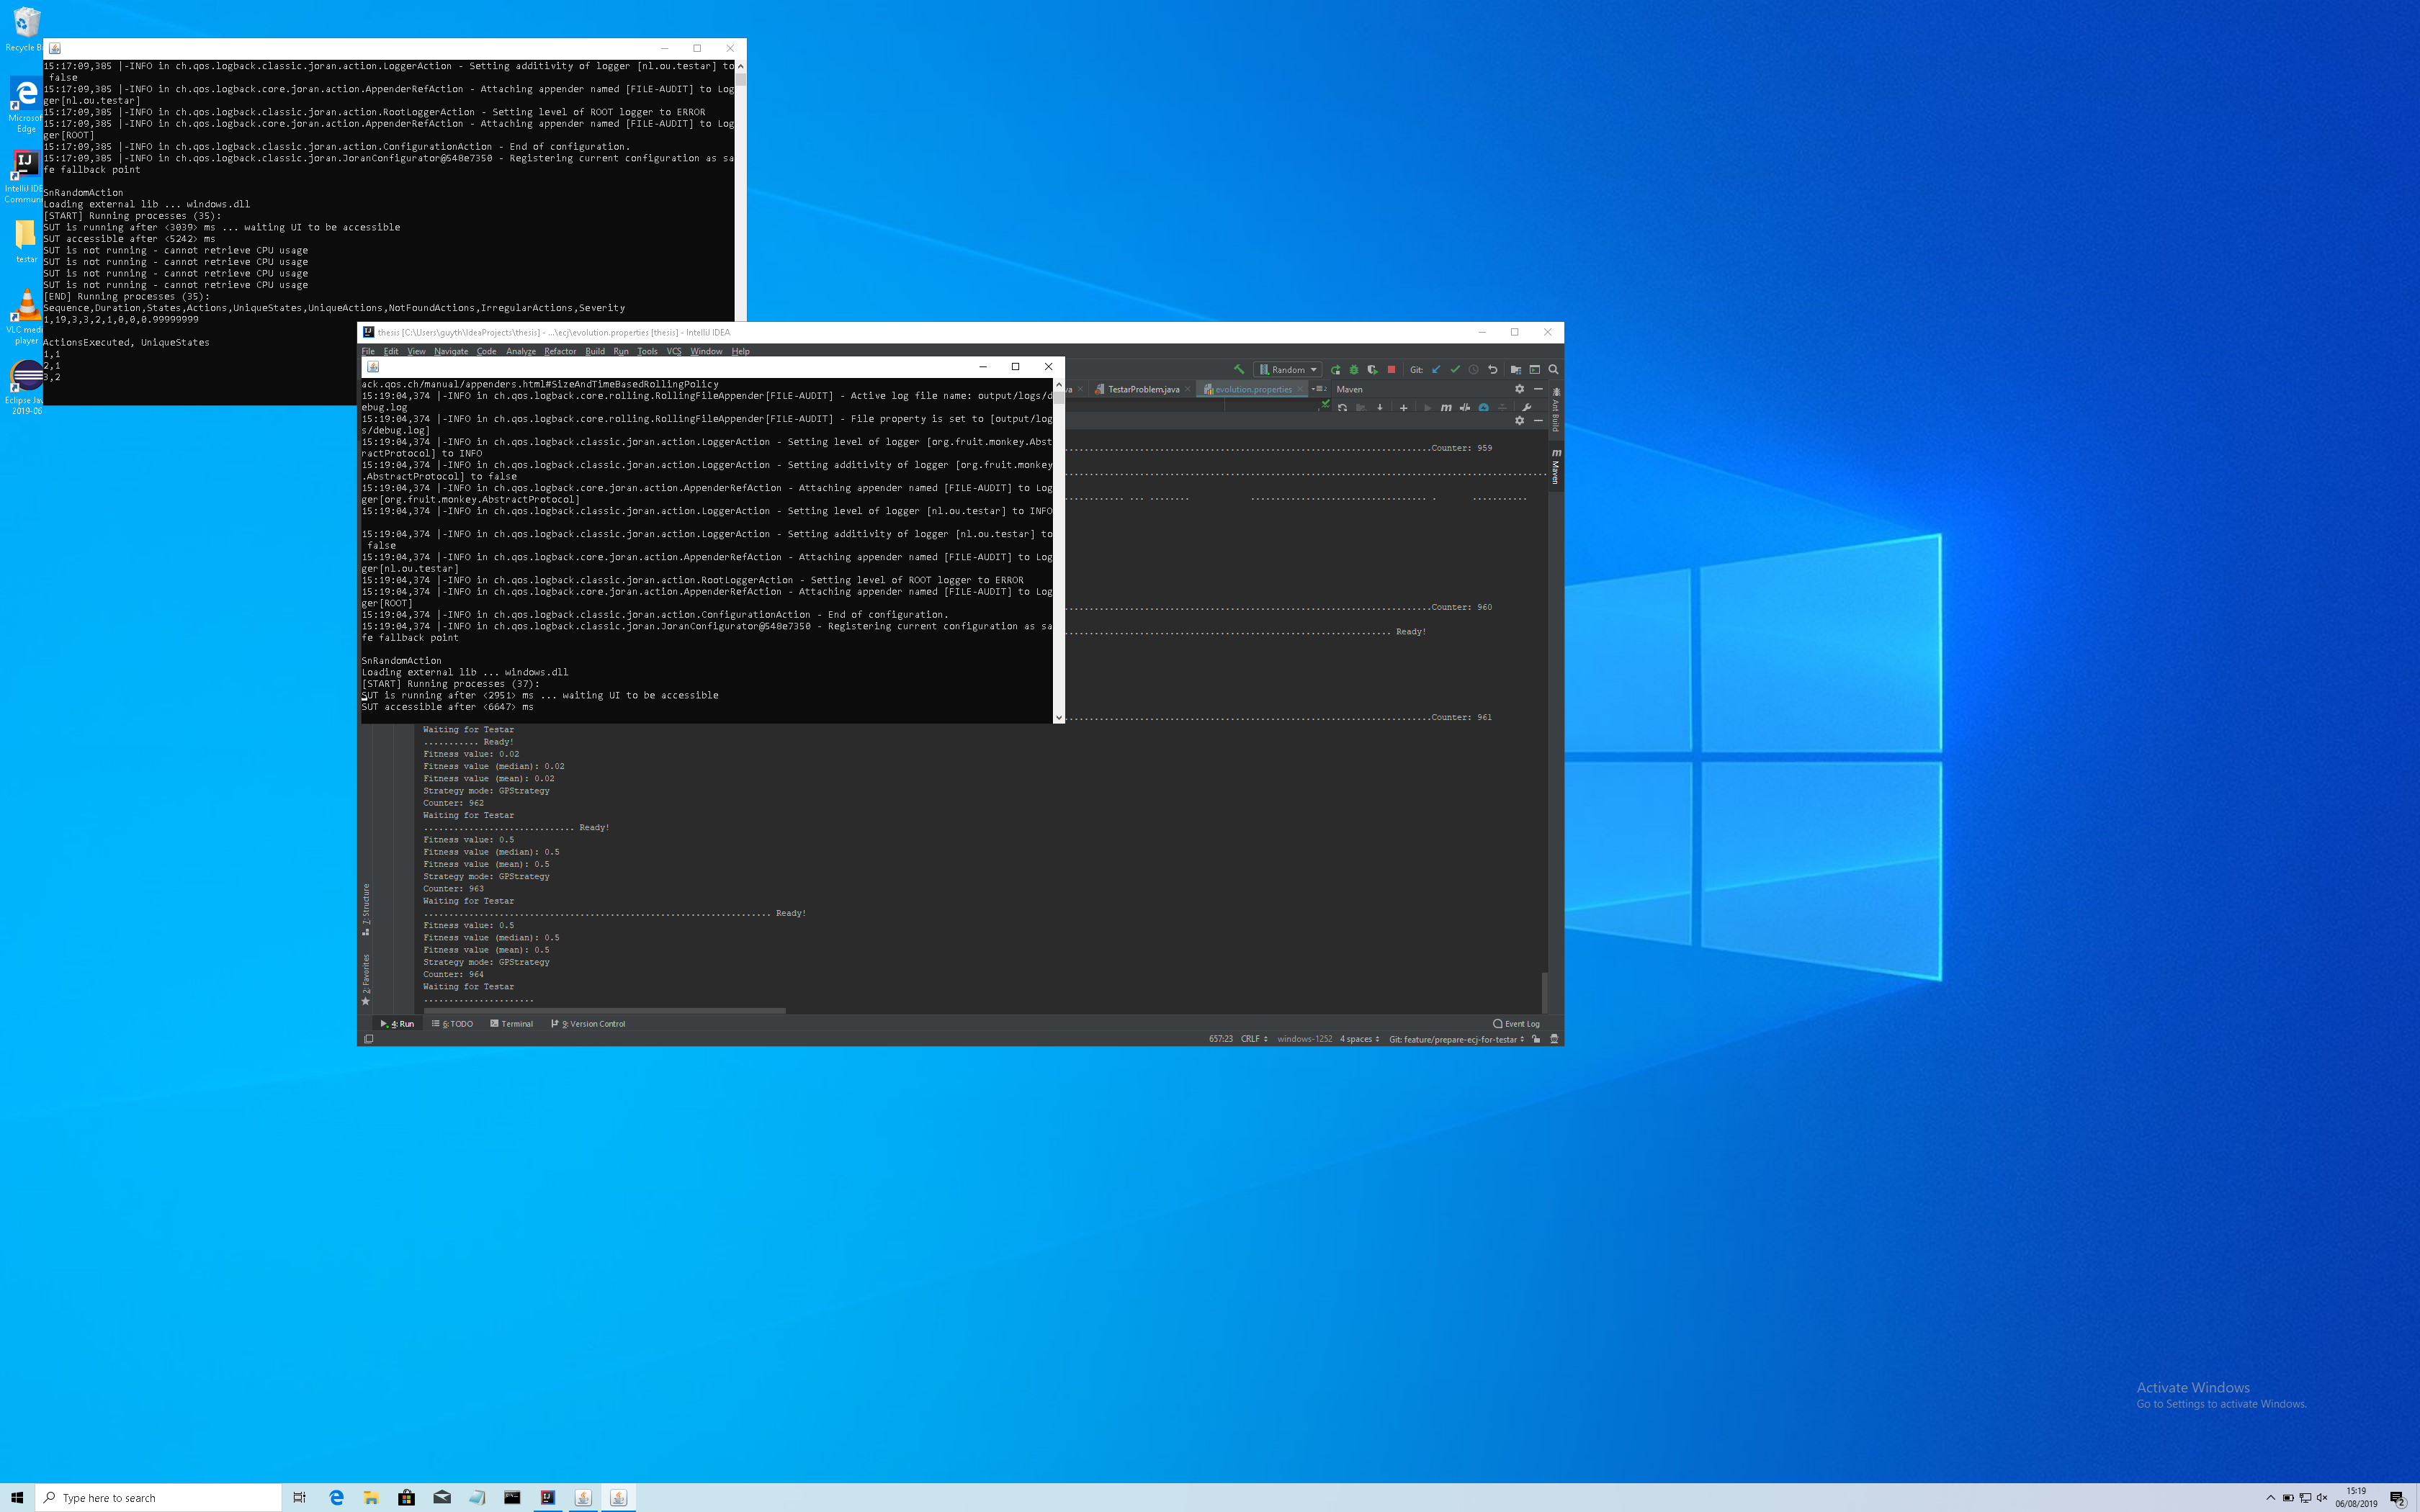 Recycle B
Microsof
Edge
IntelliJ IDE
Commun
testar
VLC medi
player
Eclipse Jav
2019-06
15:17:09,385 |-INFO in ch.qos.logback.classic.joran.action.LoggerAction - Setting additivity of logger [nl.ou.testar] to
false
15:17:09,385 |-INFO in ch.qos.logback.core.joran.action.AppenderRefAction - Attaching appender named [FILE-AUDIT] to Log
ger[nl.ou.testar]
15:17:09,385 |-INFO in ch.qos.logback.classic.joran.action.RootLoggerAction - Setting level of ROOT logger to ERROR
15:17:09,385 |-INFO in ch.qos.logback.core.joran.action.AppenderRefAction - Attaching appender named [FILE-AUDIT] to Log
ger[ROOT]
15:17:09,385 |-INFO in ch.qos.logback.classic.joran.action.ConfigurationAction - End of configuration.
15:17:09,385 |-INFO in ch.qos.logback.classic.joran.JoranConfigurator@548e7350 - Registering current configuration as sa
fe fallback point
SnRandomAction
Loading external lib ... windows.dll
[START] Running processes (35):
SUT is running after <3039> ms ... waiting UI to be accessible
SUT accessible after <5242> ms
SUT is not running - cannot retrieve CPU usage
SUT is not running - cannot retrieve CPU usage
SUT is not running - cannot retrieve CPU usage
SUT is not running - cannot retrieve CPU usage
[END] Running processes (35):
Sequence,Duration,States,Actions,UniqueStates,UniqueActions,NotFoundActions,IrregularActions,Severity
1,19,3,3,2,1,0,0,0.99999999
ActionsExecuted, UniqueStates
1,1
2,1
3,2
thesis [C:\Users\guyth\IdeaProjects\thesis] - ...\ecj\evolution.properties [thesis] - IntelliJ IDEA
File Edit View Navigate Code Analyze Refactor Build Run Tools VCS Window Help
Random Git:
va TestarProblem.java evolution.properties Maven
Ant Build
Maven
ack.qos.ch/manual/appenders.html#SizeAndTimeBasedRollingPolicy
15:19:04,374 |-INFO in ch.qos.logback.core.rolling.RollingFileAppender[FILE-AUDIT] - Active log file name: output/logs/d
ebug.log
15:19:04,374 |-INFO in ch.qos.logback.core.rolling.RollingFileAppender[FILE-AUDIT] - File property is set to [output/log
s/debug.log]
15:19:04,374 |-INFO in ch.qos.logback.classic.joran.action.LoggerAction - Setting level of logger [org.fruit.monkey.Abst
ractProtocol] to INFO
15:19:04,374 |-INFO in ch.qos.logback.classic.joran.action.LoggerAction - Setting additivity of logger [org.fruit.monkey
.AbstractProtocol] to false
15:19:04,374 |-INFO in ch.qos.logback.core.joran.action.AppenderRefAction - Attaching appender named [FILE-AUDIT] to Log
ger[org.fruit.monkey.AbstractProtocol]
15:19:04,374 |-INFO in ch.qos.logback.classic.joran.action.LoggerAction - Setting level of logger [nl.ou.testar] to INFO
15:19:04,374 |-INFO in ch.qos.logback.classic.joran.action.LoggerAction - Setting additivity of logger [nl.ou.testar] to
false
15:19:04,374 |-INFO in ch.qos.logback.core.joran.action.AppenderRefAction - Attaching appender named [FILE-AUDIT] to Log
ger[nl.ou.testar]
15:19:04,374 |-INFO in ch.qos.logback.classic.joran.action.RootLoggerAction - Setting level of ROOT logger to ERROR
15:19:04,374 |-INFO in ch.qos.logback.core.joran.action.AppenderRefAction - Attaching appender named [FILE-AUDIT] to Log
ger[ROOT]
15:19:04,374 |-INFO in ch.qos.logback.classic.joran.action.ConfigurationAction - End of configuration.
15:19:04,374 |-INFO in ch.qos.logback.classic.joran.JoranConfigurator@548e7350 - Registering current configuration as sa
fe fallback point
SnRandomAction
Loading external lib ... windows.dll
[START] Running processes (37):
SUT is running after <2951> ms ... waiting UI to be accessible
SUT accessible after <6647> ms
Counter: 959
Counter: 960
Ready!
Counter: 961
Waiting for Testar
........... Ready!
Fitness value: 0.02
Fitness value (median): 0.02
Fitness value (mean): 0.02
Strategy mode: GPStrategy
Counter: 962
Waiting for Testar
.............................. Ready!
Fitness value: 0.5
Fitness value (median): 0.5
Fitness value (mean): 0.5
Strategy mode: GPStrategy
Counter: 963
Waiting for Testar
..................................................................... Ready!
Fitness value: 0.5
Fitness value (median): 0.5
Fitness value (mean): 0.5
Strategy mode: GPStrategy
Counter: 964
Waiting for Testar
......................
7: Structure
2: Favorites
4: Run 6: TODO Terminal 9: Version Control Event Log
657:23 CRLF windows-1252 4 spaces Git: feature/prepare-ecj-for-testar
Activate Windows
Go to Settings to activate Windows.
Type here to search
15:19
06/08/2019
2